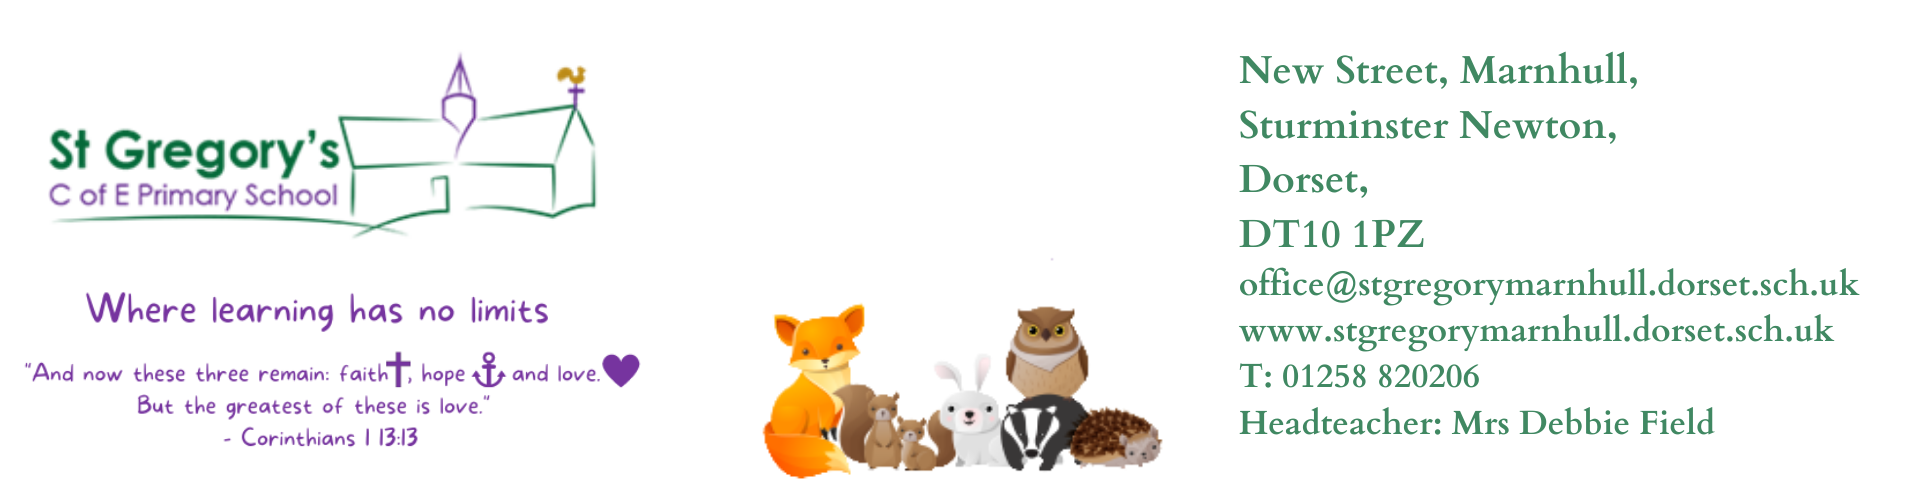 St Gregory's
C of E Primary School
Where learning has no limits
"And now these three remain: faith, hope and love.
But the greatest of these is love."
- Corinthians 1 13:13
New Street, Marnhull,
Sturminster Newton,
Dorset,
DT10 1PZ
office@stgregorymarnhull.dorset.sch.uk
www.stgregorymarnhull.dorset.sch.uk
T: 01258 820206
Headteacher: Mrs Debbie Field